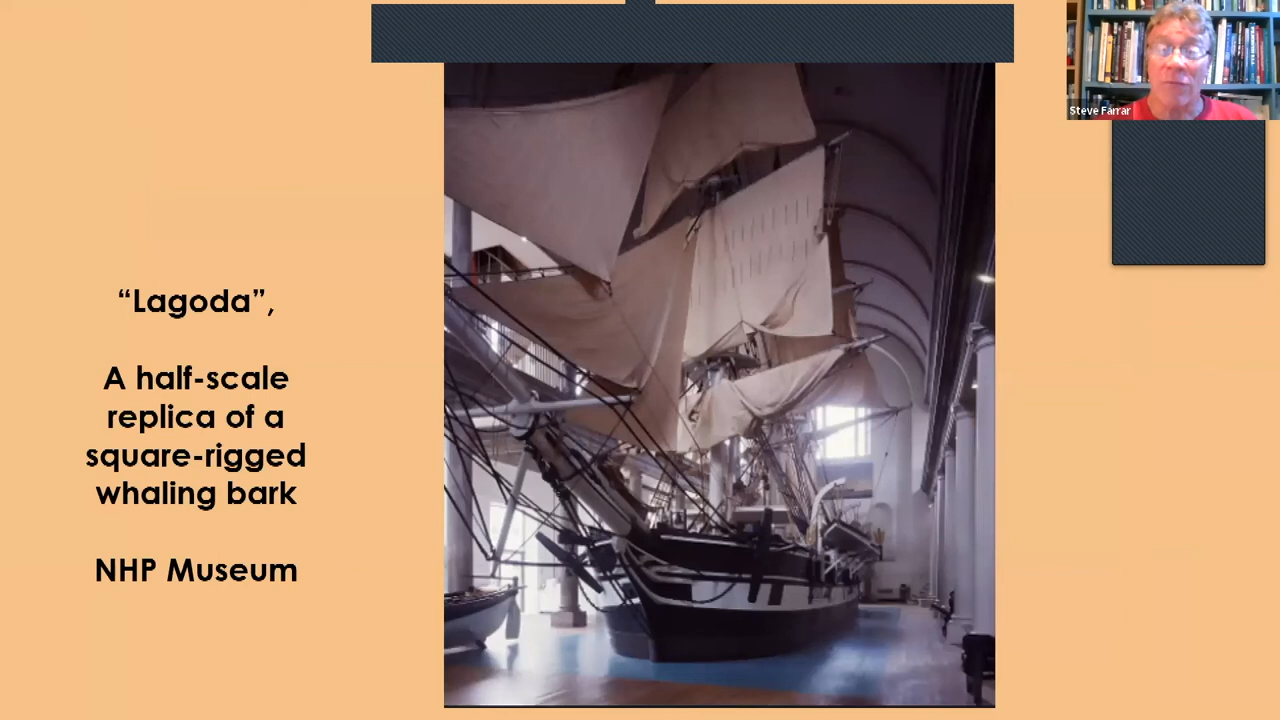 “Lagoda”,
A half-scale
replica of a
square-rigged
whaling bark
NHP Museum
Steve Farrar